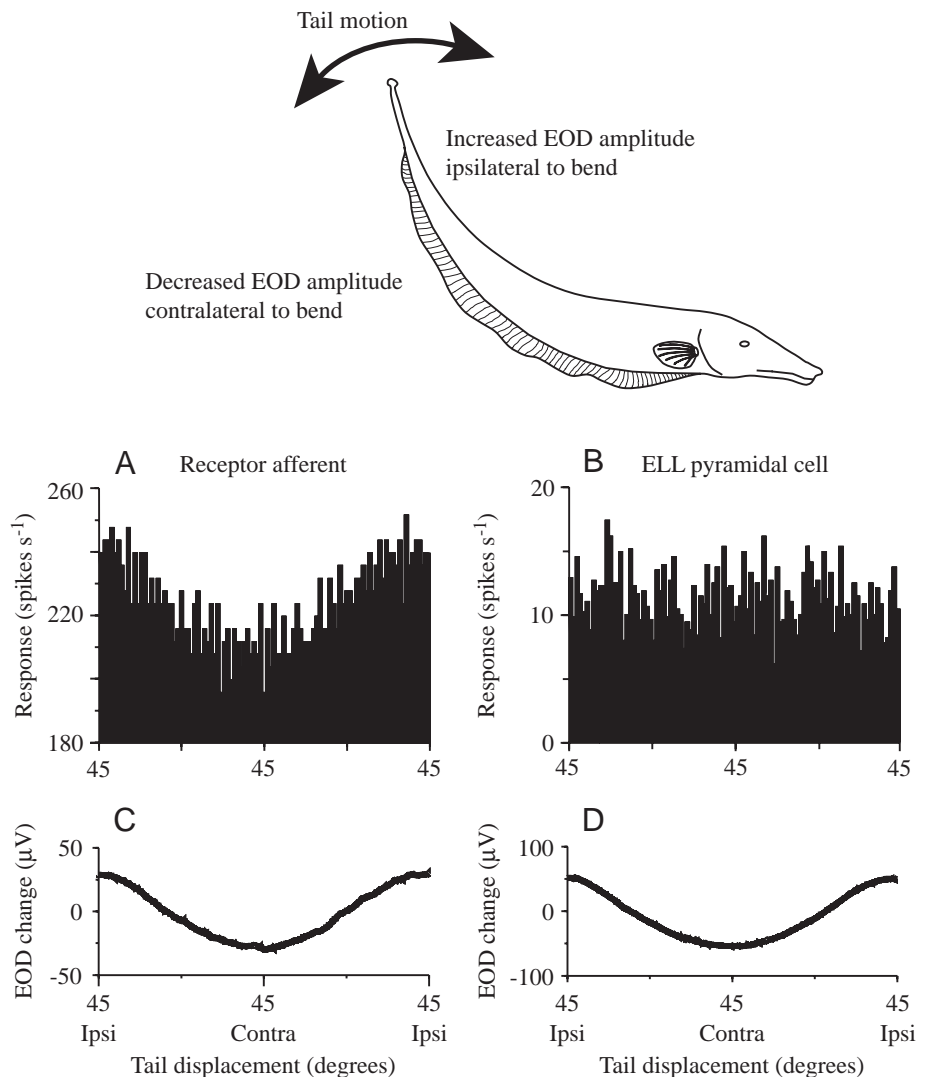 Tail motion
Increased EOD amplitude
ipsilateral to bend
Decreased EOD amplitude
contralateral to bend
A
Receptor afferent
260
220
180
Response (spikes s-1)
45
45
45
B
ELL pyramidal cell
20
10
0
Response (spikes s-1)
45
45
45
C
50
0
-50
EOD change (µV)
45
45
45
Ipsi
Contra
Ipsi
Tail displacement (degrees)
D
100
0
-100
EOD change (µV)
45
45
45
Ipsi
Contra
Ipsi
Tail displacement (degrees)